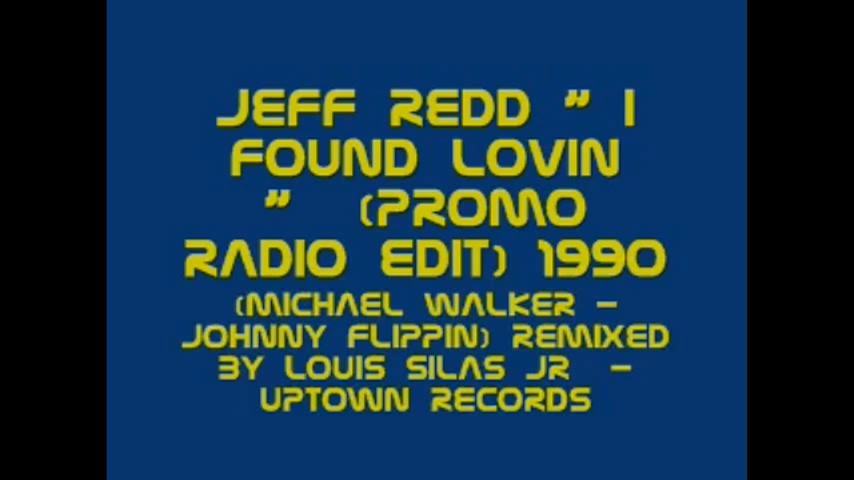 JEFF REDD " I
FOUND LOVIN
" (PROMO
RADIO EDIT) 1990
(MICHAEL WALKER -
JOHNNY FLIPPIN) REMIXED
BY LOUIS SILAS JR -
UPTOWN RECORDS